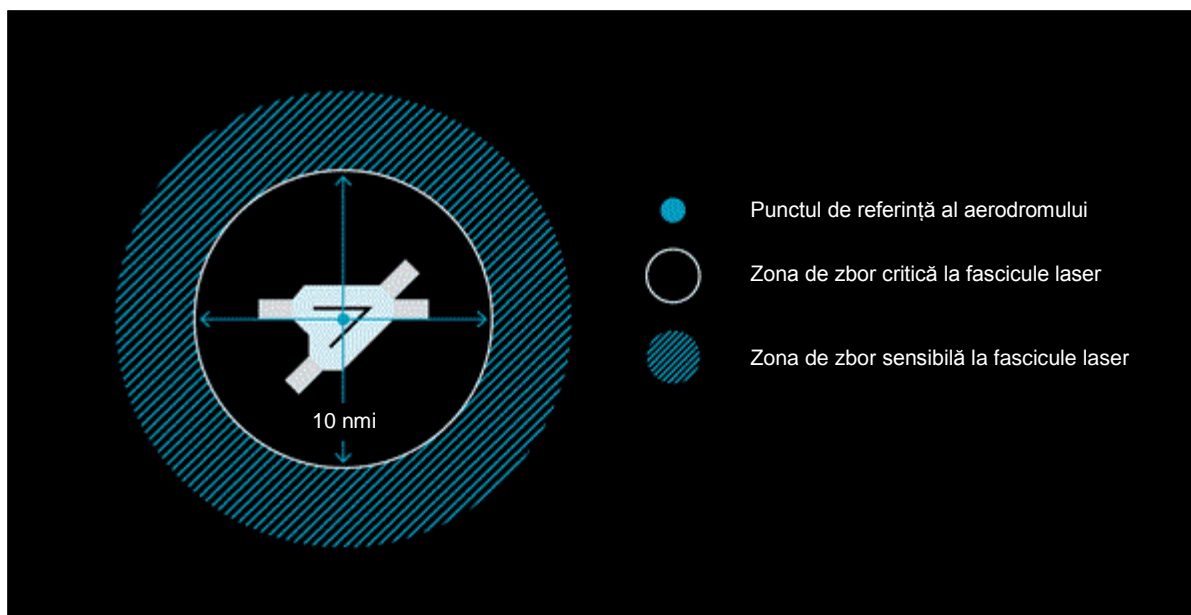 Punctul de referință al aerodromului
Zona de zbor critică la fascicule laser
Zona de zbor sensibilă la fascicule laser
10 nmi